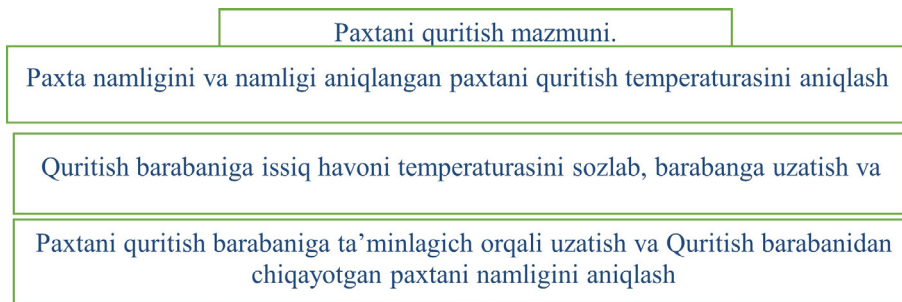 Paxtani quritish mazmuni.
Paxta namligini va namligi aniqlangan paxtani quritish temperaturasini aniqlash
Quritish barabaniga issiq havoni temperaturasini sozlab, barabanga uzatish va
Paxtani quritish barabaniga ta’minlagich orqali uzatish va Quritish barabanidan
chiqayotgan paxtani namligini aniqlash